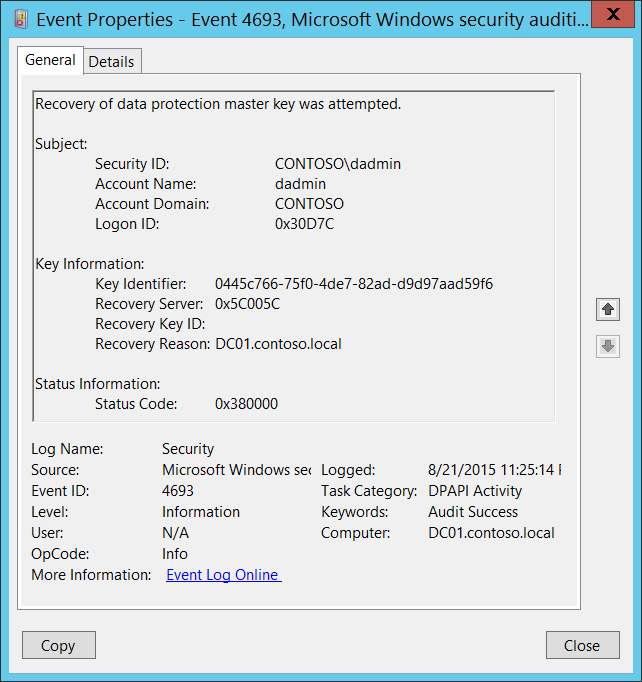 Event Properties - Event 4693, Microsoft Windows security auditi...
X
General Details
Recovery of data protection master key was attempted.
Subject:
Security ID: CONTOSO\dadmin
Account Name: dadmin
Account Domain: CONTOSO
Logon ID: 0x30D7C
Key Information:
Key Identifier: 0445c766-75f0-4de7-82ad-d9d97aad59f6
Recovery Server: 0x5C005C
Recovery Key ID:
Recovery Reason: DC01.contoso.local
Status Information:
Status Code: 0x380000
Log Name: Security
Source: Microsoft Windows sec Logged: 8/21/2015 11:25:14
Event ID: 4693 Task Category: DPAPI Activity
Level: Information Keywords: Audit Success
User: N/A Computer: DC01.contoso.local
OpCode: Info
More Information: Event Log Online
Copy Close